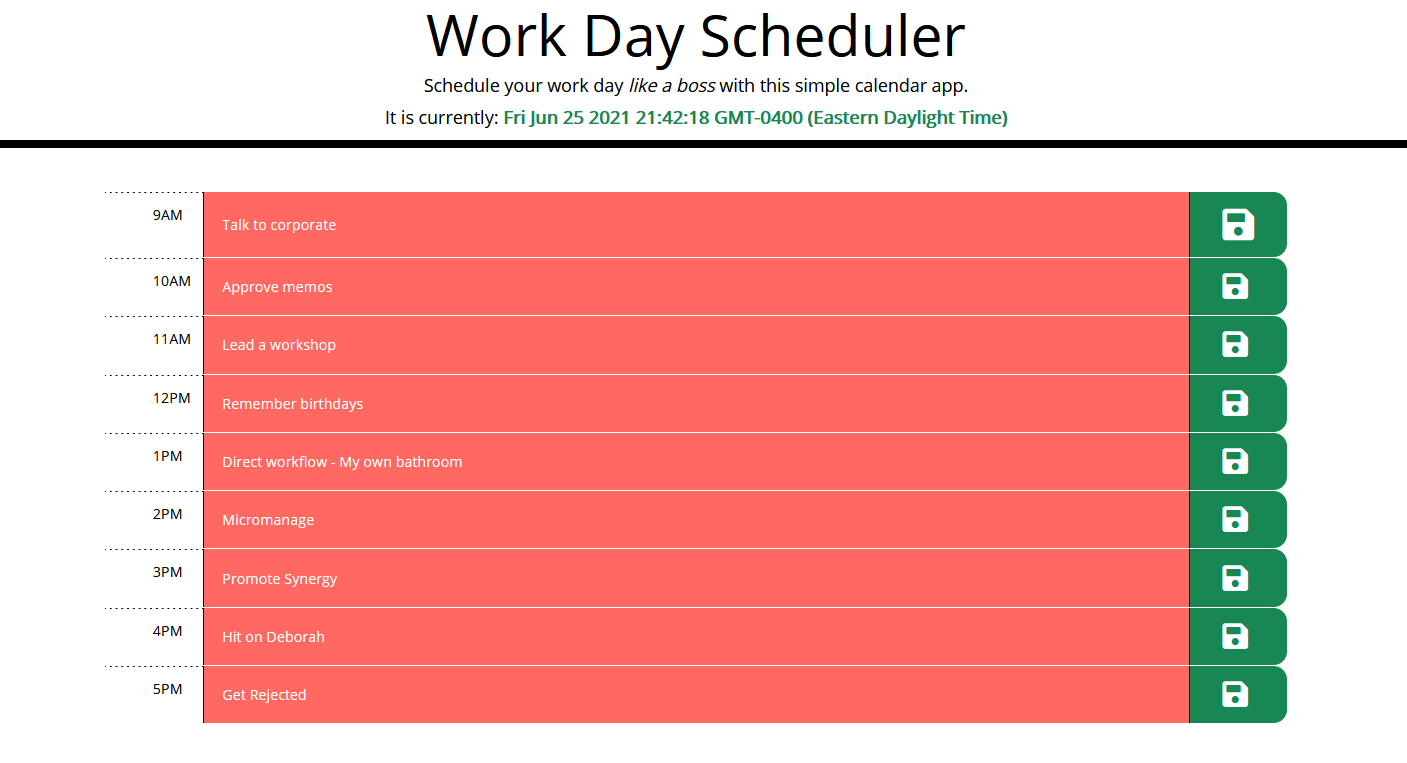 Work Day Scheduler
Schedule your work day like a boss with this simple calendar app.
It is currently: Fri Jun 25 2021 21:42:18 GMT-0400 (Eastern Daylight Time)
9AM Talk to corporate
10AM Approve memos
11AM Lead a workshop
12PM Remember birthdays
1PM Direct workflow - My own bathroom
2PM Micromanage
3PM Promote Synergy
4PM Hit on Deborah
5PM Get Rejected